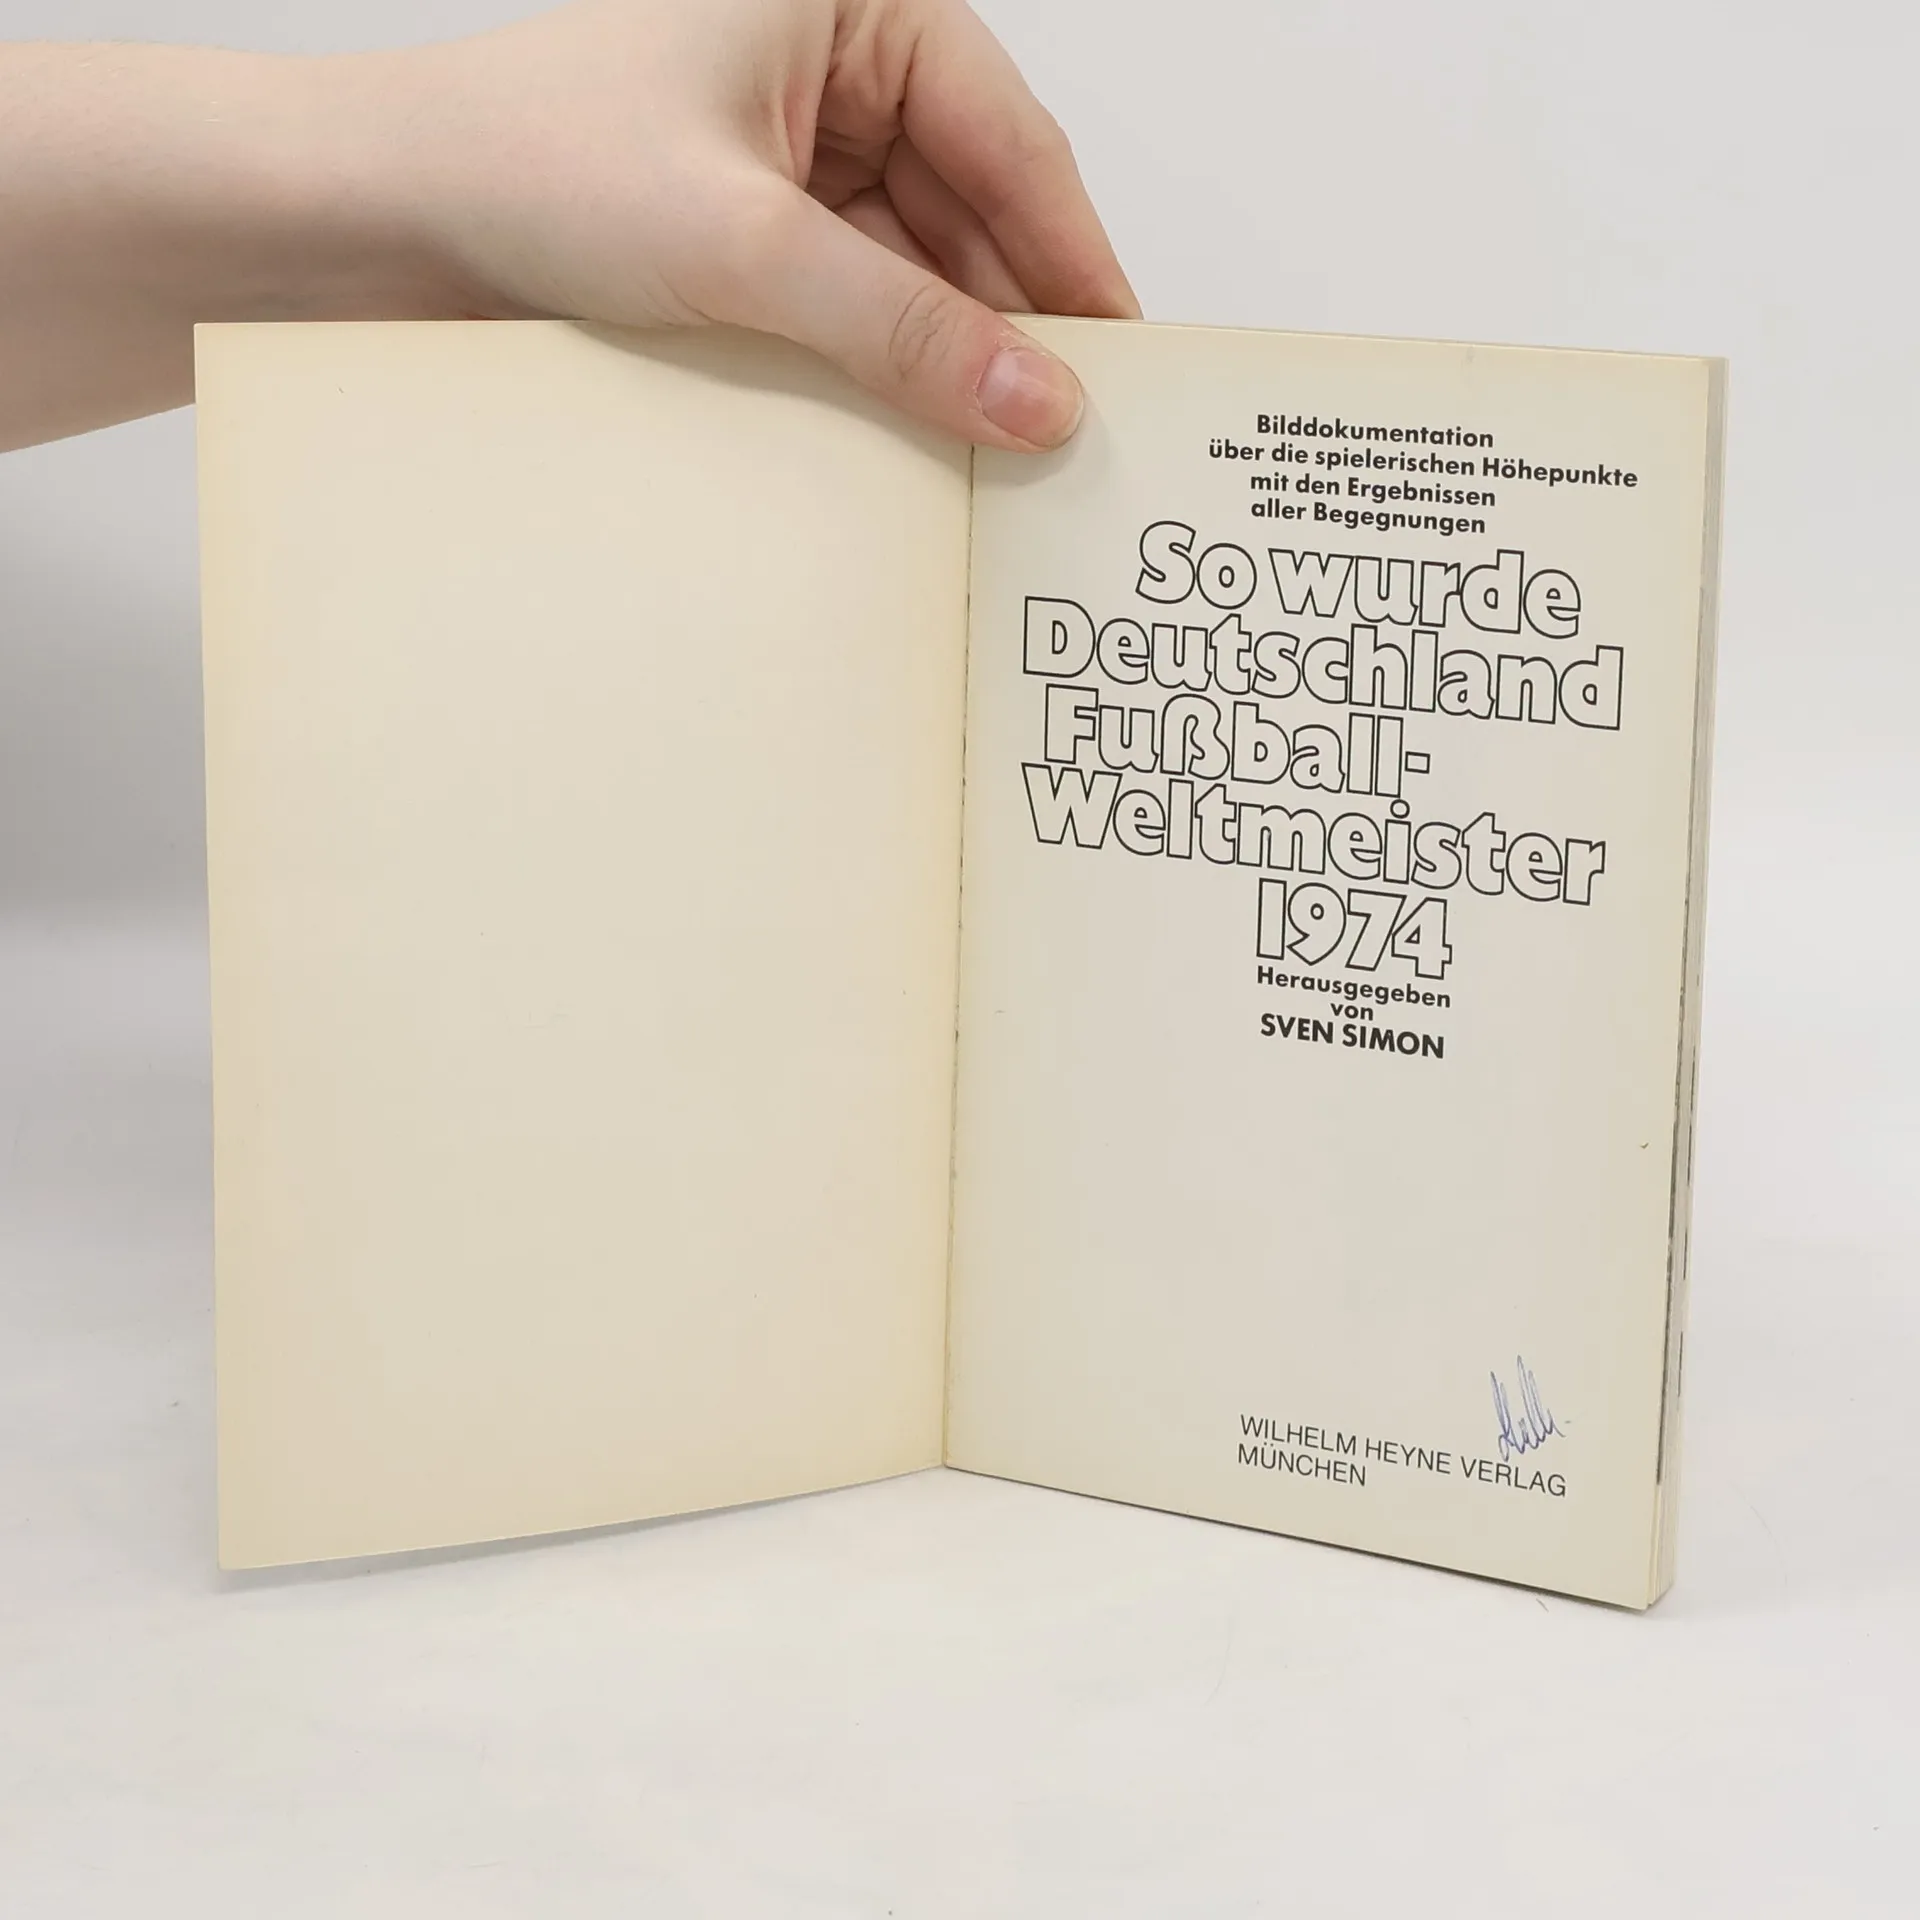 Bilddokumentation
über die spielerischen Höhepunkte
mit den Ergebnissen
aller Begegnungen
So wurde
Deutschland
Fußball-
Weltmeister
1974
Herausgegeben
von
SVEN SIMON
WILHELM HEYNE VERLAG
MÜNCHEN